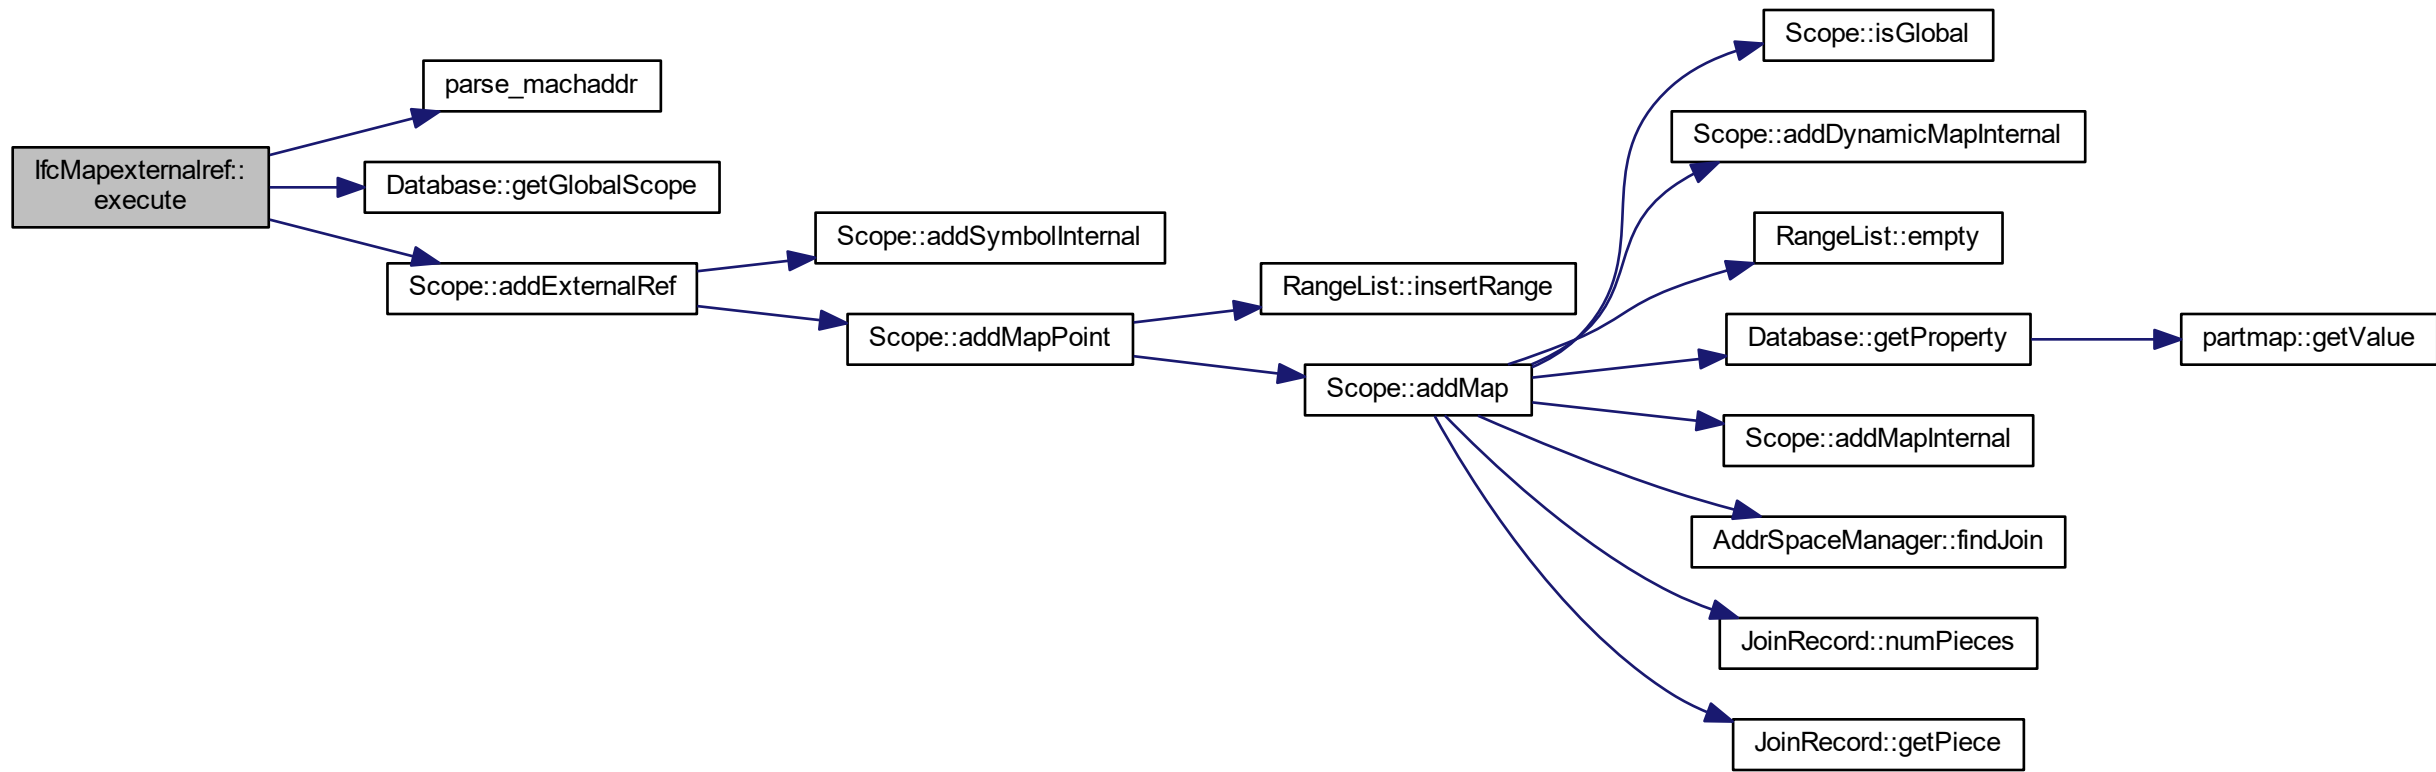 IfcMapexternalref::
execute
parse_machaddr
Database::getGlobalScope
Scope::addExternalRef
Scope::addSymbolInternal
Scope::addMapPoint
RangeList::insertRange
Scope::addMap
Scope::isGlobal
Scope::addDynamicMapInternal
RangeList::empty
Database::getProperty
partmap::getValue
Scope::addMapInternal
AddrSpaceManager::findJoin
JoinRecord::numPieces
JoinRecord::getPiece